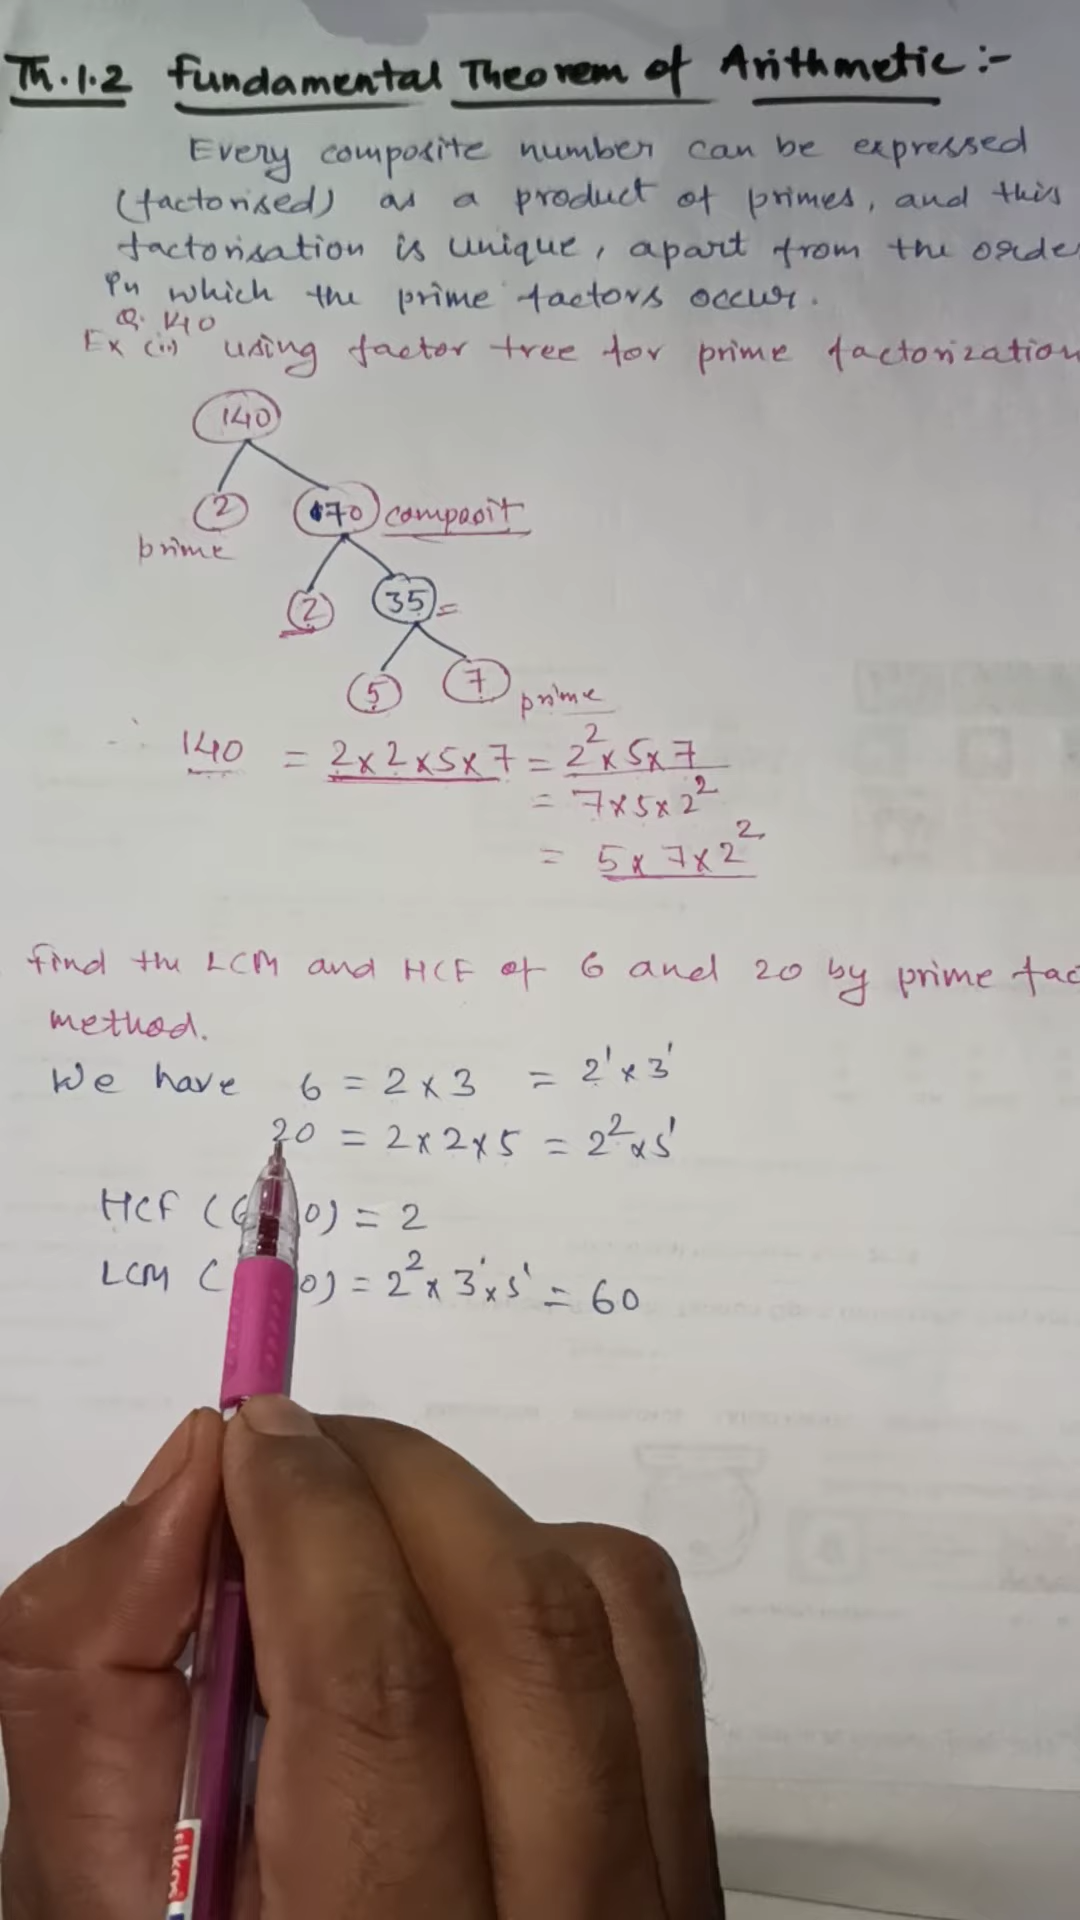 Th.1.2 Fundamental Theorem of Arithmetic :-
Every composite number can be expressed
(factorised) as a product of primes, and this
factorisation is unique, apart from the orde
in which the prime factors occur.
Q. 140
Ex (ii) using factor tree for prime factorization
140
2 70 composit
prime
2 35 =
5 7 prime
∴ 140 = 2 x 2 x 5 x 7 = 2² x 5 x 7
= 7 x 5 x 2²
= 5 x 7 x 2²
find the LCM and HCF of 6 and 20 by prime fac
method.
We have 6 = 2 x 3 = 2¹ x 3¹
20 = 2 x 2 x 5 = 2² x 5¹
HCF (6 0) = 2
LCM ( 0) = 2² x 3¹ x 5¹ = 60